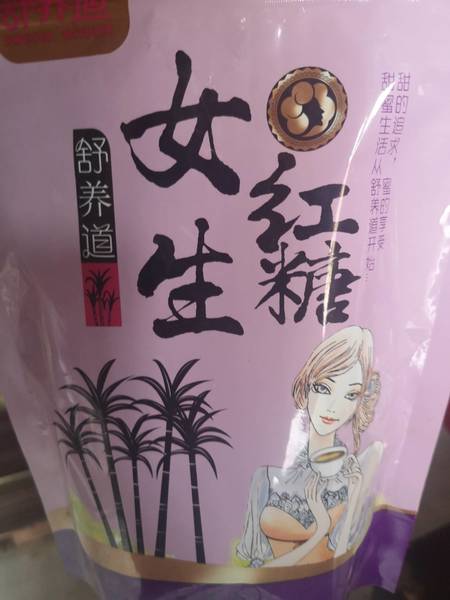 舒养道
女生
红糖
甜的追求，蜜的享受
甜蜜生活从舒养道开始